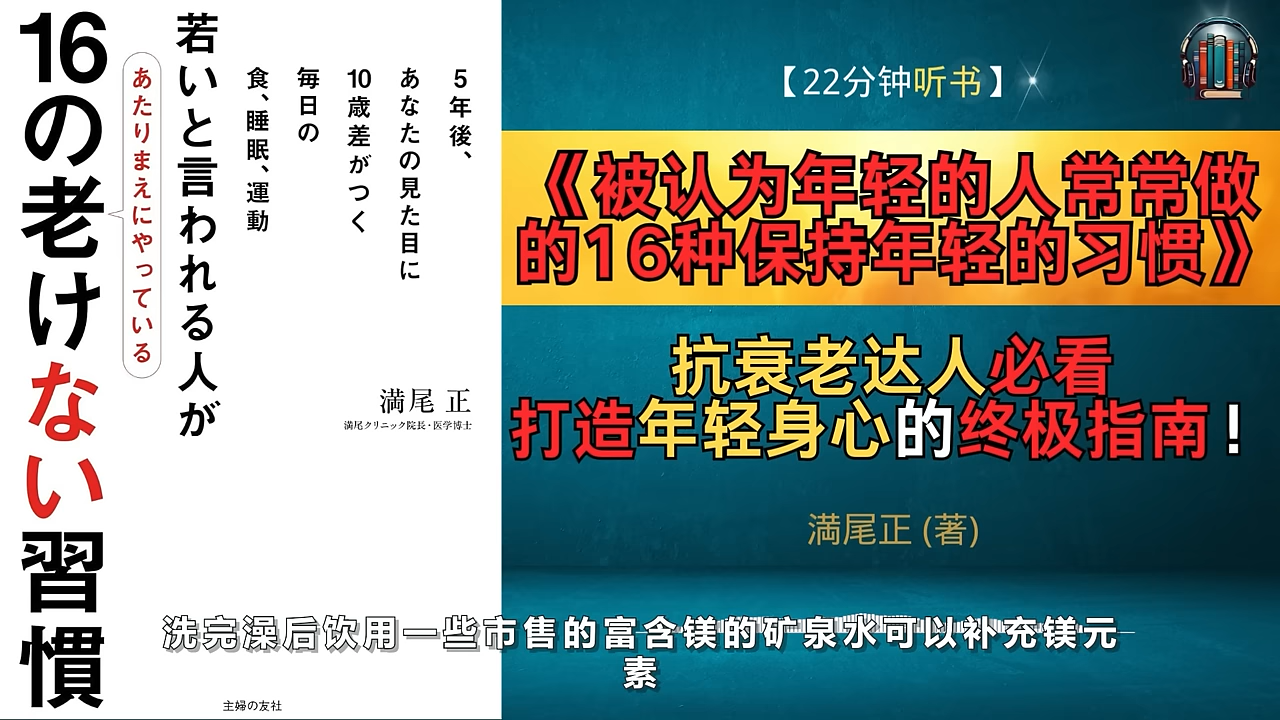 5年後、
あなたの見た目に
10歳差がつく
毎日の
食、睡眠、運動
若いと言われる人が
あたりまえにやっている
16の老けない習慣
満尾 正
満尾クリニック院長・医学博士
主婦の友社
【22分钟听书】
《被认为年轻的人常常做
的16种保持年轻的习惯》
抗衰老达人必看
打造年轻身心的终极指南！
満尾正 (著)
洗完澡后饮用一些市售的富含镁的矿泉水可以补充镁元
素